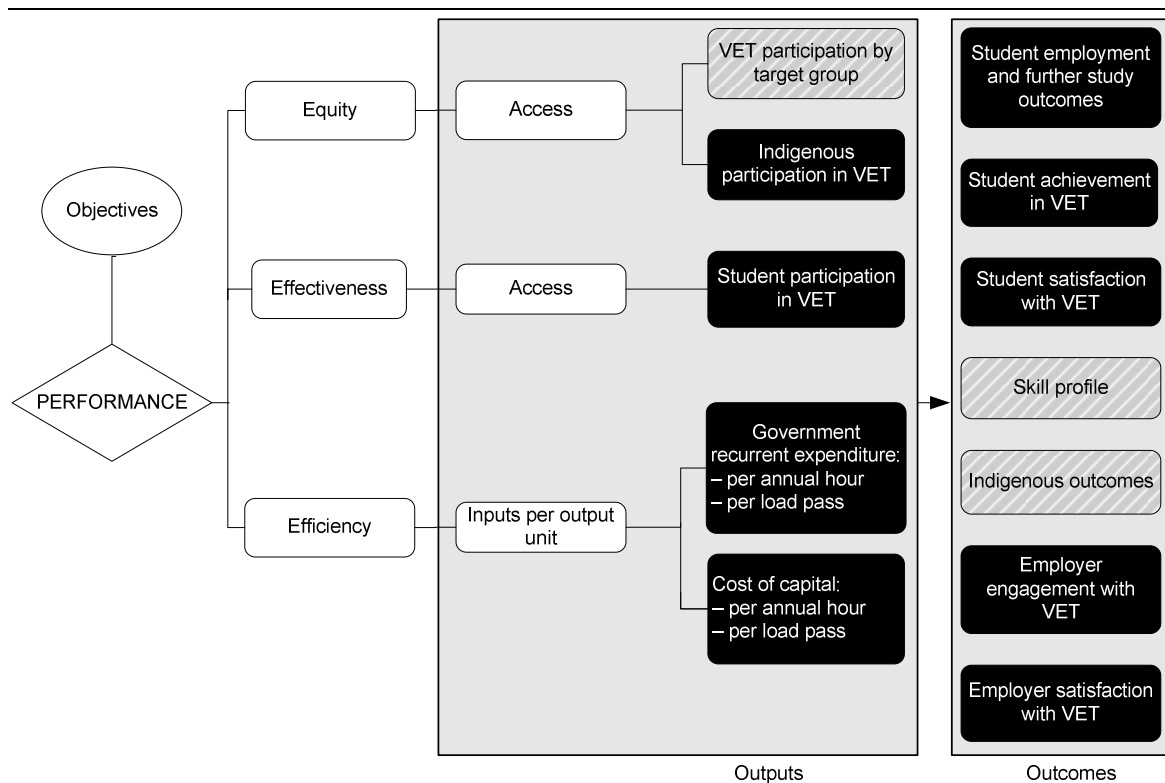 Objectives
PERFORMANCE
Equity
Access
VET participation by
target group
Indigenous
participation in VET
Effectiveness
Access
Student participation
in VET
Efficiency
Inputs per output
unit
Government
recurrent expenditure:
– per annual hour
– per load pass
Cost of capital:
– per annual hour
– per load pass
Outputs
Student employment
and further study
outcomes
Student achievement
in VET
Student satisfaction
with VET
Skill profile
Indigenous outcomes
Employer
engagement with
VET
Employer satisfaction
with VET
Outcomes